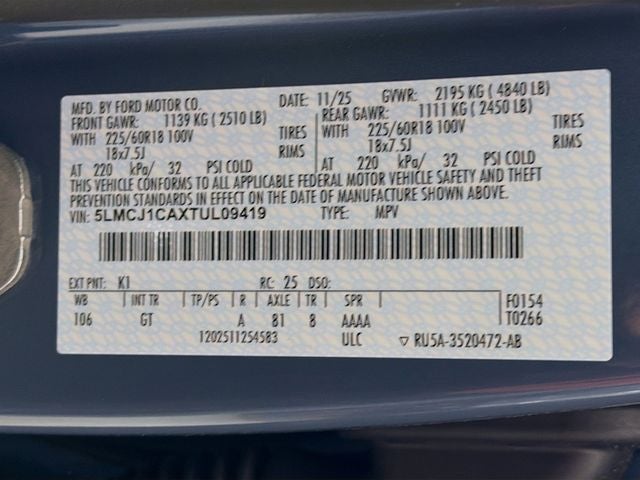 MFD. BY FORD MOTOR CO. DATE: 11/25 GVWR: 2195 KG ( 4840 LB)
FRONT GAWR: 1139 KG ( 2510 LB) REAR GAWR: 1111 KG ( 2450 LB)
WITH 225/60R18 100V TIRES WITH 225/60R18 100V TIRES
18x7.5J RIMS 18x7.5J RIMS
AT 220 kPa/ 32 PSI COLD AT 220 kPa/ 32 PSI COLD
THIS VEHICLE CONFORMS TO ALL APPLICABLE FEDERAL MOTOR VEHICLE SAFETY AND THEFT
PREVENTION STANDARDS IN EFFECT ON THE DATE OF MANUFACTURE SHOWN ABOVE.
VIN: 5LMCJ1CAXTUL09419 TYPE: MPV
EXT PNT: K1 RC: 25 DSO:
WB INT TR TP/PS R AXLE TR SPR F0154
106 GT A 81 8 AAAA T0266
1202511254583 ULC ▽ RU5A-3520472-AB